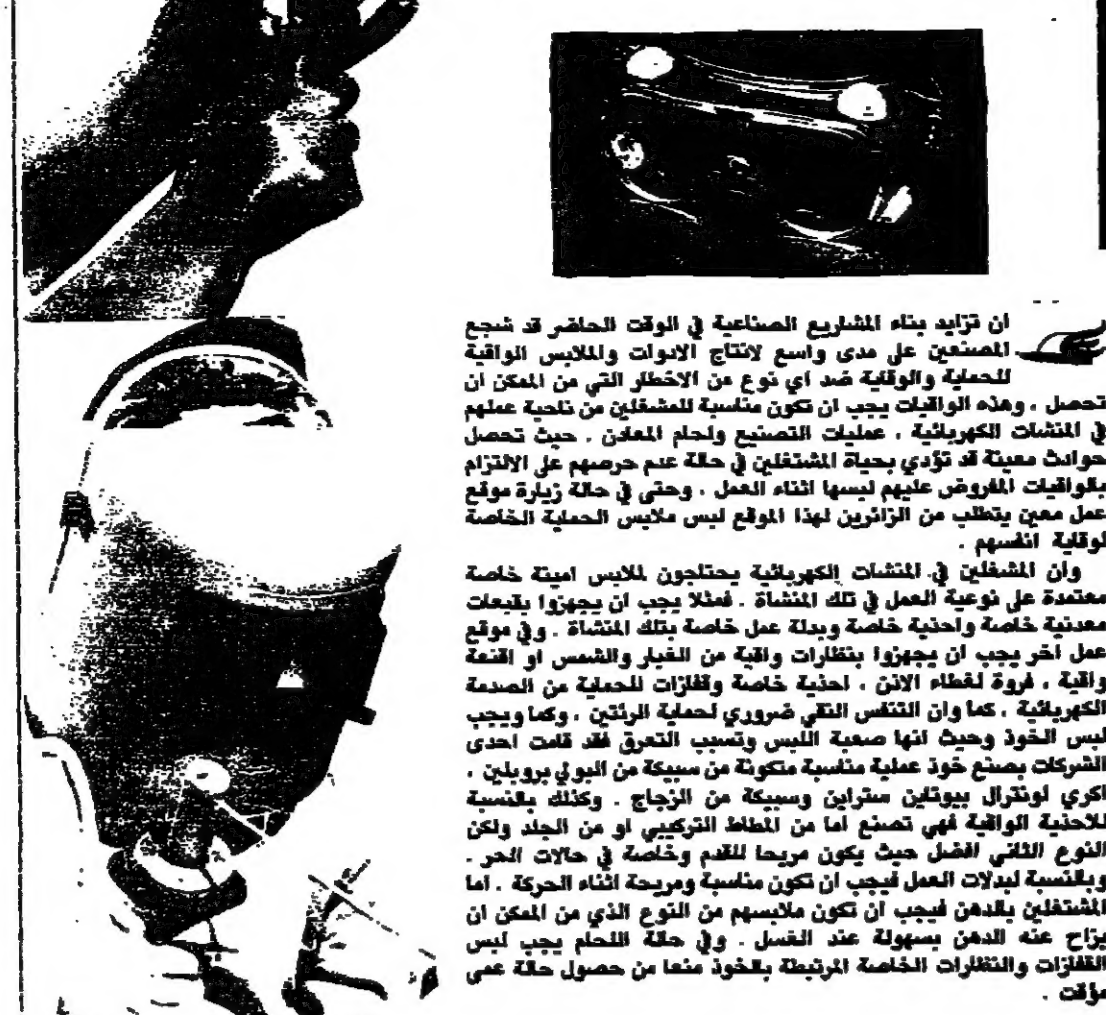 ان تزايد بناء المشاريع الصناعية في الوقت الحاضر قد شجع
المصنعين على مدى واسع لانتاج الادوات والملابس الواقية
للحماية والوقاية ضد اي نوع من الاخطار التي من الممكن ان
تحصل ، وهذه الواقيات يجب ان تكون مناسبة للمشغلين من ناحية عملهم
في المنشات الكهربائية ، عمليات التصنيع ولحام المعادن . حيث تحصل
حوادث معينة قد تؤدي بحياة المشتغلين في حالة عدم حرصهم على الالتزام
بالواقيات المفروض عليهم لبسها اثناء العمل ، وحتى في حالة زيارة موقع
عمل معين يتطلب من الزائرين لهذا الموقع لبس ملابس الحماية الخاصة
لوقاية انفسهم .
وان المشغلين في المنشات الكهربائية يحتاجون لملابس امينة خاصة
معتمدة على نوعية العمل في تلك المنشاة . فمثلا يجب ان يجهزوا بقبعات
معدنية خاصة واحذية خاصة وبدلة عمل خاصة بتلك المنشاة . وفي موقع
عمل اخر يجب ان يجهزوا بنظارات واقية من الغبار والشمس او اقنعة
واقية ، فروة لغطاء الاذن ، احذية خاصة وقفازات للحماية من الصدمة
الكهربائية . كما وان التنفس النقي ضروري لحماية الرئتين ، وكما ويجب
لبس الخوذ وحيث انها صعبة اللبس وتسبب التعرق فقد قامت احدى
الشركات بصنع خوذ عملية مناسبة متكونة من سبيكة من البولي بروبلين ،
اكري لونترال بيوتاين ستراين وسبيكة من الزجاج . وكذلك بالنسبة
للاحذية الواقية فهي تصنع اما من المطاط التركيبي او من الجلد ولكن
النوع الثاني افضل حيث يكون مريحا للقدم وخاصة في حالات الحر .
وبالنسبة لبدلات العمل فيجب ان تكون مناسبة ومريحة اثناء الحركة . اما
المشتغلين بالدهن فيجب ان تكون ملابسهم من النوع الذي من الممكن ان
يزاح عنه الدهن بسهولة عند الغسل . وفي حالة اللحام يجب لبس
القفازات والنظارات الخاصة المرتبطة بالخوذ منعا من حصول حالة عمى
مؤقت .